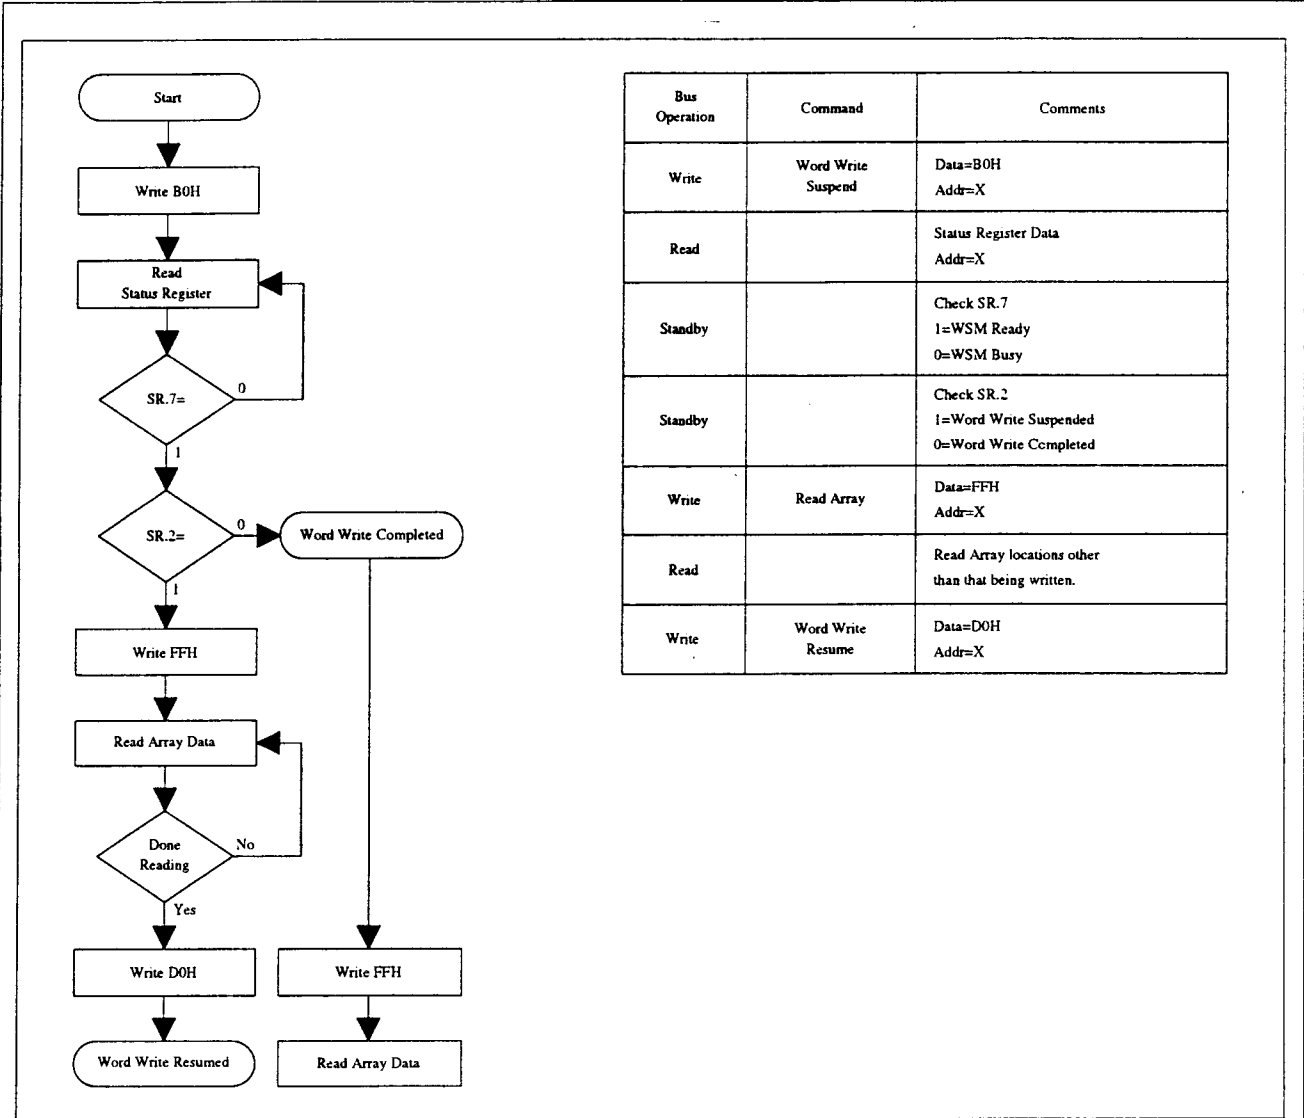 Start
Write B0H
Read
Status Register
SR.7=
0
1
SR.2=
0
Word Write Completed
1
Write FFH
Read Array Data
Done
Reading
No
Yes
Write D0H
Write FFH
Word Write Resumed
Read Array Data
Bus
Operation
Command
Comments
Write
Word Write
Suspend
Data=B0H
Addr=X
Read
Status Register Data
Addr=X
Standby
Check SR.7
1=WSM Ready
0=WSM Busy
Standby
Check SR.2
1=Word Write Suspended
0=Word Write Completed
Write
Read Array
Data=FFH
Addr=X
Read
Read Array locations other
than that being written.
Write
Word Write
Resume
Data=D0H
Addr=X